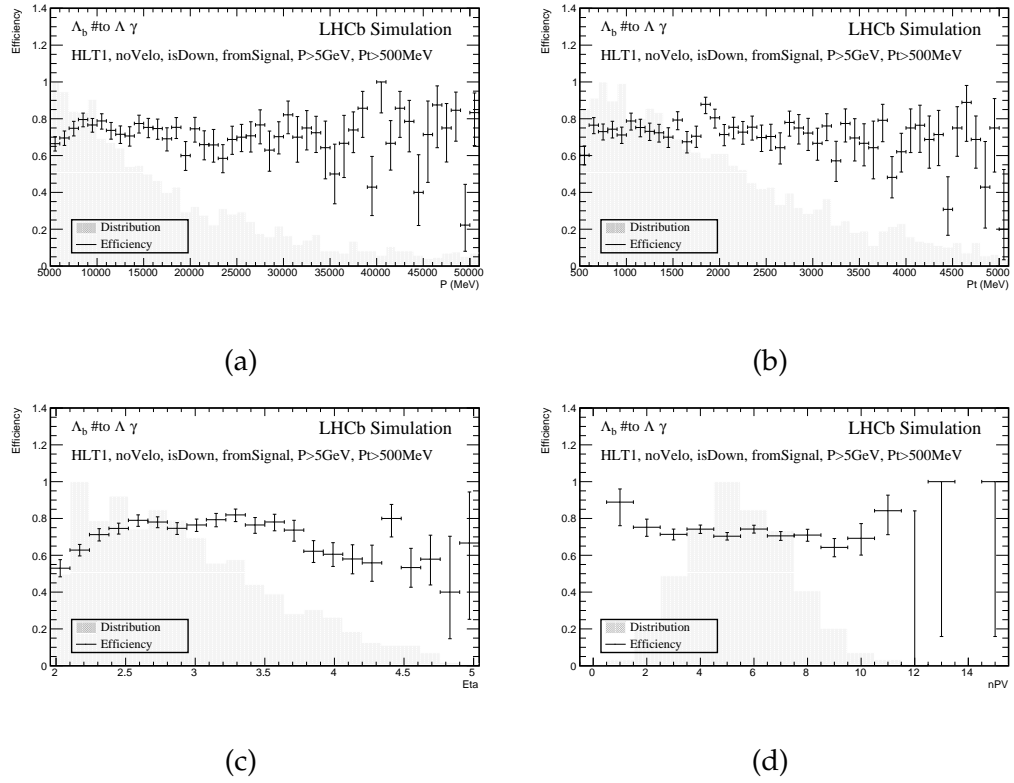 Efficiency
1.4
1.2
1
0.8
0.6
0.4
0.2
0
Λb #to Λ γ
LHCb Simulation
HLT1, noVelo, isDown, fromSignal, P>5GeV, Pt>500MeV
Distribution
Efficiency
5000 10000 15000 20000 25000 30000 35000 40000 45000 50000
P (MeV)
(a)
Efficiency
1.4
1.2
1
0.8
0.6
0.4
0.2
0
Λb #to Λ γ
LHCb Simulation
HLT1, noVelo, isDown, fromSignal, P>5GeV, Pt>500MeV
Distribution
Efficiency
500 1000 1500 2000 2500 3000 3500 4000 4500 5000
Pt (MeV)
(b)
Efficiency
1.4
1.2
1
0.8
0.6
0.4
0.2
0
Λb #to Λ γ
LHCb Simulation
HLT1, noVelo, isDown, fromSignal, P>5GeV, Pt>500MeV
Distribution
Efficiency
2 2.5 3 3.5 4 4.5 5
Eta
(c)
Efficiency
1.4
1.2
1
0.8
0.6
0.4
0.2
0
Λb #to Λ γ
LHCb Simulation
HLT1, noVelo, isDown, fromSignal, P>5GeV, Pt>500MeV
Distribution
Efficiency
0 2 4 6 8 10 12 14
nPV
(d)